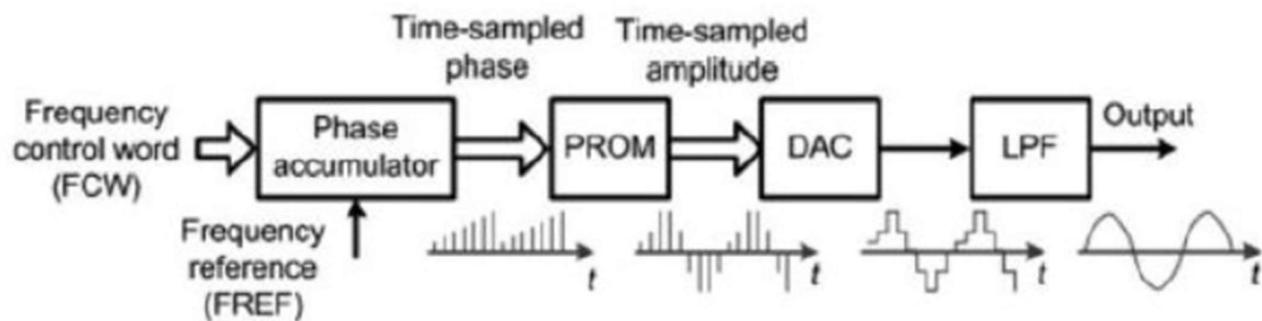 Time-sampled
phase
Time-sampled
amplitude
Frequency
control word
(FCW)
Phase
accumulator
PROM
DAC
LPF
Output
Frequency
reference
(FREF)
t
t
t
t